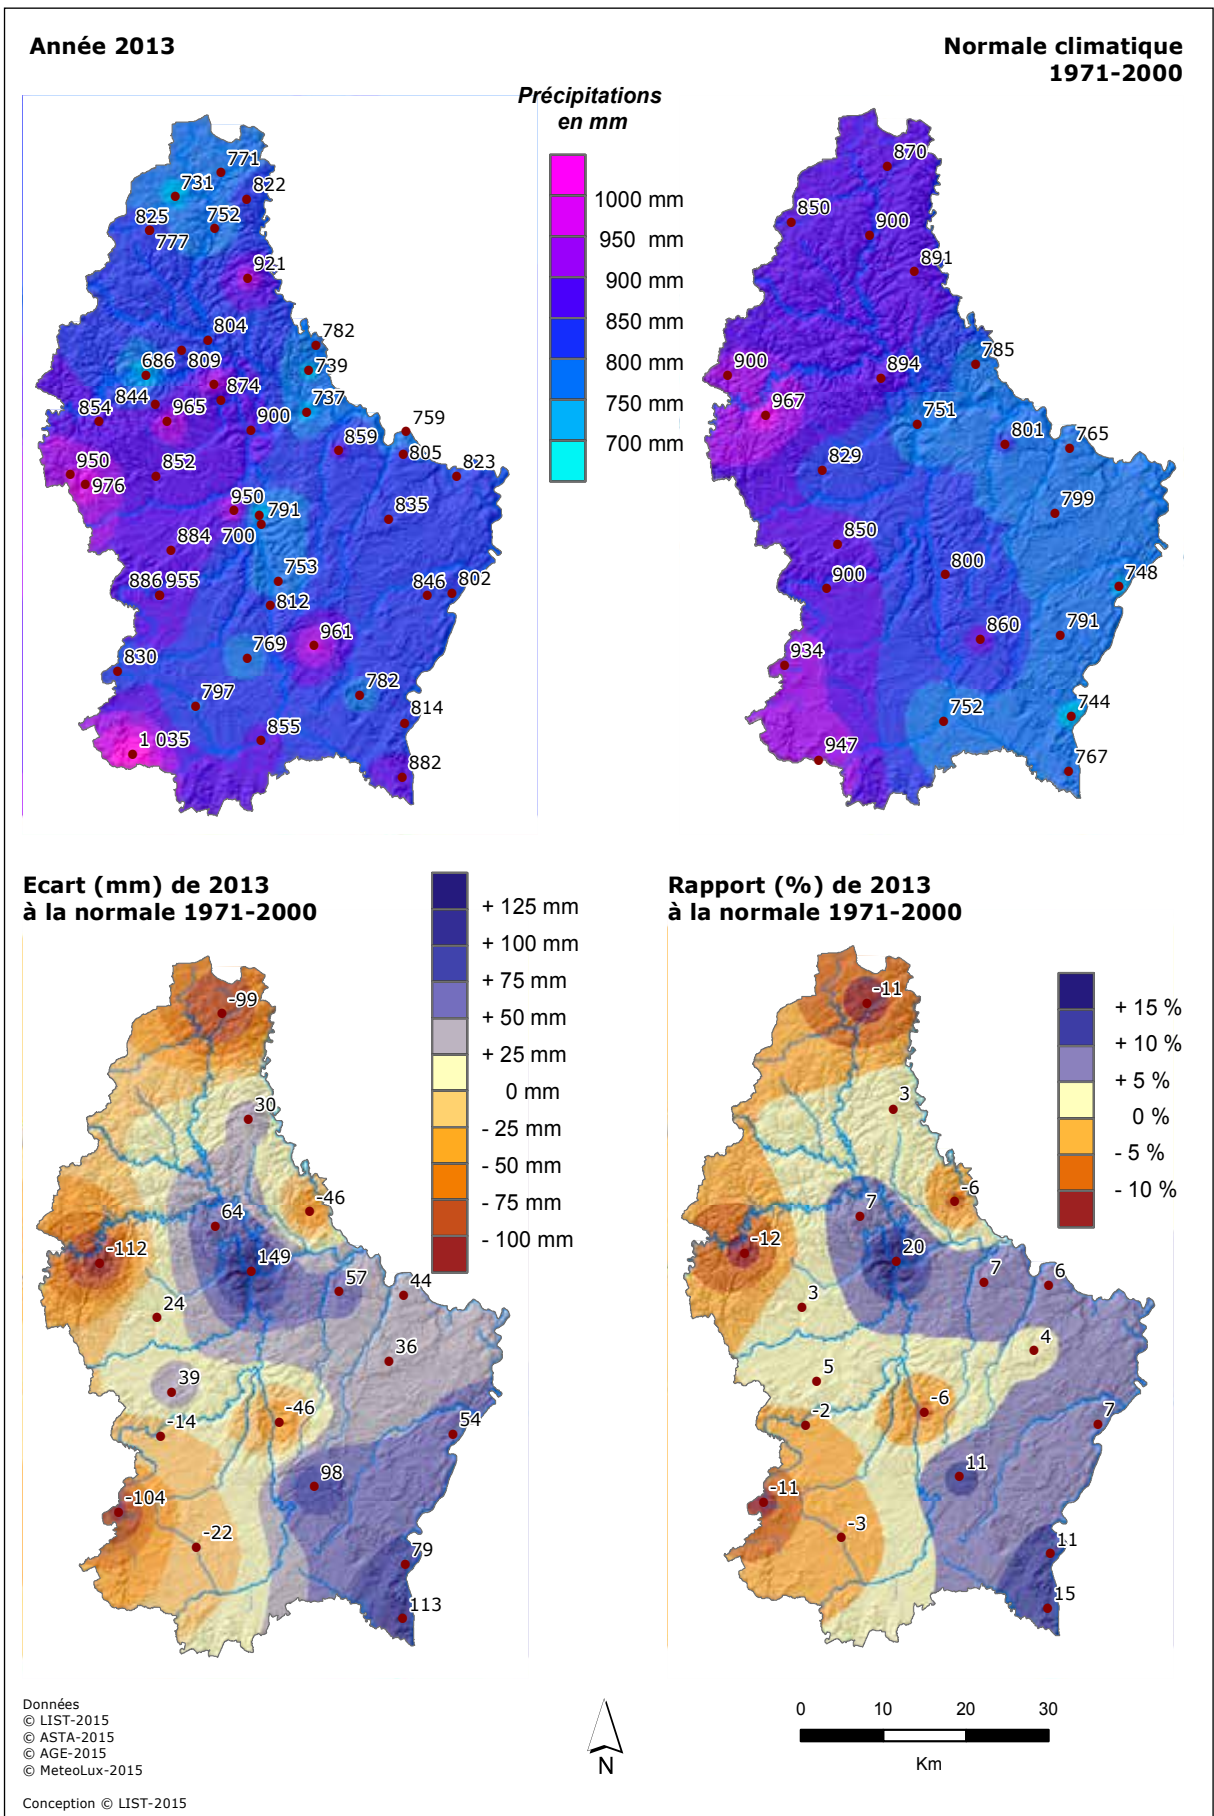 Année 2013
Normale climatique
1971-2000
Précipitations
en mm
1000 mm
950 mm
900 mm
850 mm
800 mm
750 mm
700 mm
771
731
822
825
752
777
921
804
782
686
809
739
874
844
737
854
965
900
759
859
805
950
852
823
976
950
791
835
884
700
753
886
955
846
802
812
961
769
830
782
797
814
855
1 035
882
870
850
900
891
785
900
894
967
751
801
765
829
799
850
800
900
748
860
791
934
744
752
947
767
Ecart (mm) de 2013
à la normale 1971-2000
+ 125 mm
+ 100 mm
+ 75 mm
+ 50 mm
+ 25 mm
0 mm
- 25 mm
- 50 mm
- 75 mm
- 100 mm
-99
30
-46
64
-112
149
57
44
24
36
39
-14
-46
54
98
-104
-22
79
113
Rapport (%) de 2013
à la normale 1971-2000
+ 15 %
+ 10 %
+ 5 %
0 %
- 5 %
- 10 %
-11
3
-6
7
-12
20
7
6
3
4
5
-2
-6
7
11
-11
-3
11
15
Données
© LIST-2015
© ASTA-2015
© AGE-2015
© MeteoLux-2015
Conception © LIST-2015
N
0 10 20 30
Km